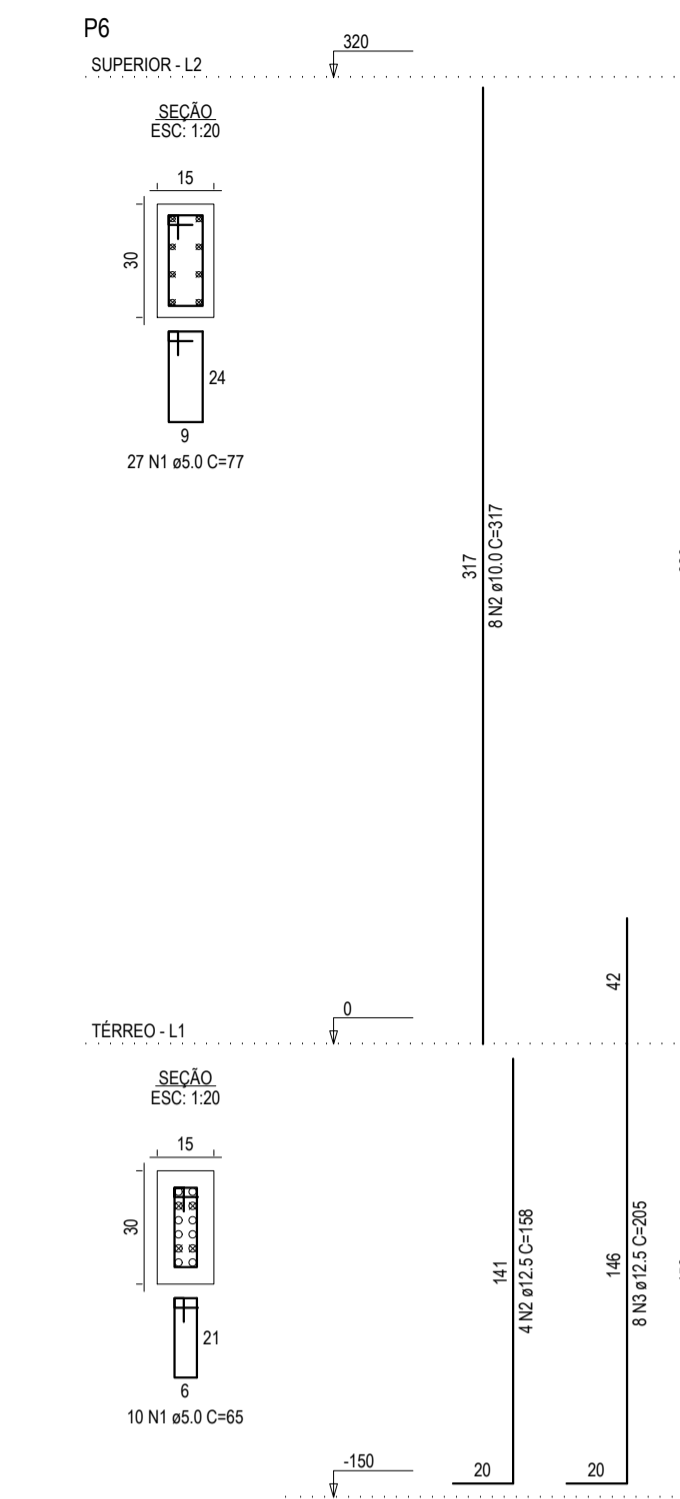 P6
320
SUPERIOR - L2
SEÇÃO
ESC: 1:20
15
30
24
9
27 N1 ø5.0 C=77
317
8 N2 ø10.0 C=317
42
0
TÉRREO - L1
SEÇÃO
ESC: 1:20
15
30
21
6
10 N1 ø5.0 C=65
141
4 N2 ø12.5 C=158
146
8 N3 ø12.5 C=205
-150
20
20